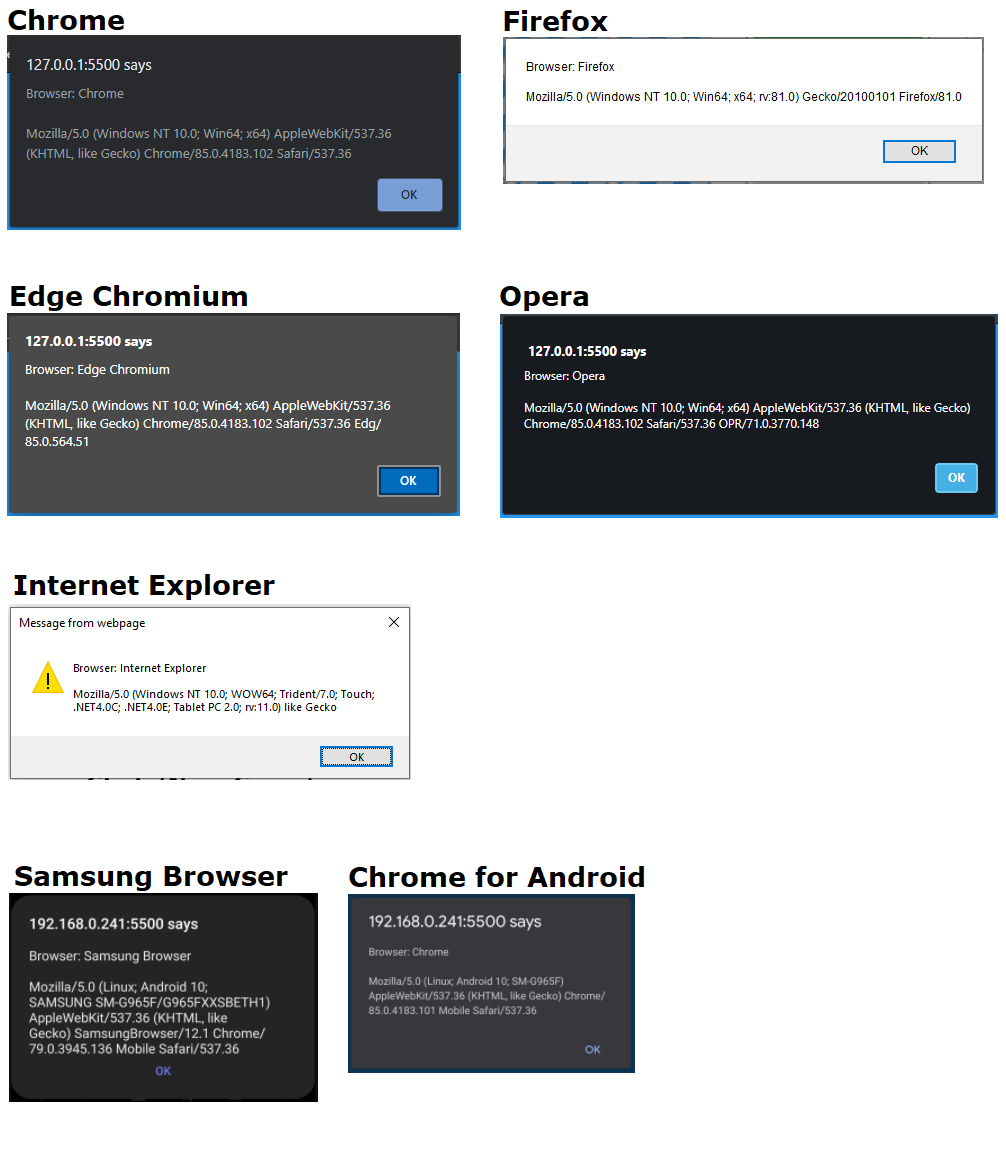 Chrome
127.0.0.1:5500 says
Browser: Chrome
Mozilla/5.0 (Windows NT 10.0; Win64; x64) AppleWebKit/537.36
(KHTML, like Gecko) Chrome/85.0.4183.102 Safari/537.36
OK
Firefox
Browser: Firefox
Mozilla/5.0 (Windows NT 10.0; Win64; x64; rv:81.0) Gecko/20100101 Firefox/81.0
OK
Edge Chromium
127.0.0.1:5500 says
Browser: Edge Chromium
Mozilla/5.0 (Windows NT 10.0; Win64; x64) AppleWebKit/537.36
(KHTML, like Gecko) Chrome/85.0.4183.102 Safari/537.36 Edg/
85.0.564.51
OK
Opera
127.0.0.1:5500 says
Browser: Opera
Mozilla/5.0 (Windows NT 10.0; Win64; x64) AppleWebKit/537.36 (KHTML, like Gecko)
Chrome/85.0.4183.102 Safari/537.36 OPR/71.0.3770.148
OK
Internet Explorer
Message from webpage
Browser: Internet Explorer
Mozilla/5.0 (Windows NT 10.0; WOW64; Trident/7.0; Touch;
.NET4.0C; .NET4.0E; Tablet PC 2.0; rv:11.0) like Gecko
OK
Samsung Browser
192.168.0.241:5500 says
Browser: Samsung Browser
Mozilla/5.0 (Linux; Android 10;
SAMSUNG SM-G965F/G965FXXSBETH1)
AppleWebKit/537.36 (KHTML, like
Gecko) SamsungBrowser/12.1 Chrome/
79.0.3945.136 Mobile Safari/537.36
OK
Chrome for Android
192.168.0.241:5500 says
Browser: Chrome
Mozilla/5.0 (Linux; Android 10; SM-G965F)
AppleWebKit/537.36 (KHTML, like Gecko) Chrome/
85.0.4183.101 Mobile Safari/537.36
OK